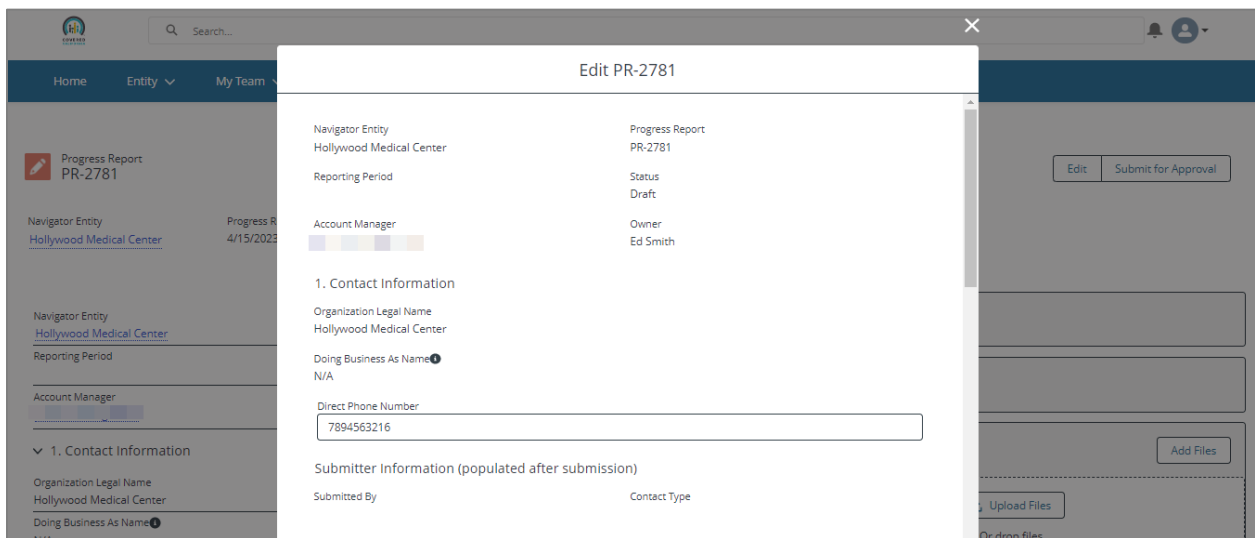 COVERED
Search...
Home
Entity
My Team
Edit PR-2781
Progress Report
PR-2781
Edit
Submit for Approval
Navigator Entity
Hollywood Medical Center
Progress R
4/15/2023
Navigator Entity
Hollywood Medical Center
Reporting Period
Account Manager
1. Contact Information
Organization Legal Name
Hollywood Medical Center
Doing Business As Name
Navigator Entity
Hollywood Medical Center
Progress Report
PR-2781
Reporting Period
Status
Draft
Account Manager
Owner
Ed Smith
1. Contact Information
Organization Legal Name
Hollywood Medical Center
Doing Business As Name
N/A
Direct Phone Number
7894563216
Submitter Information (populated after submission)
Submitted By
Contact Type
Add Files
Upload Files
Or drop files